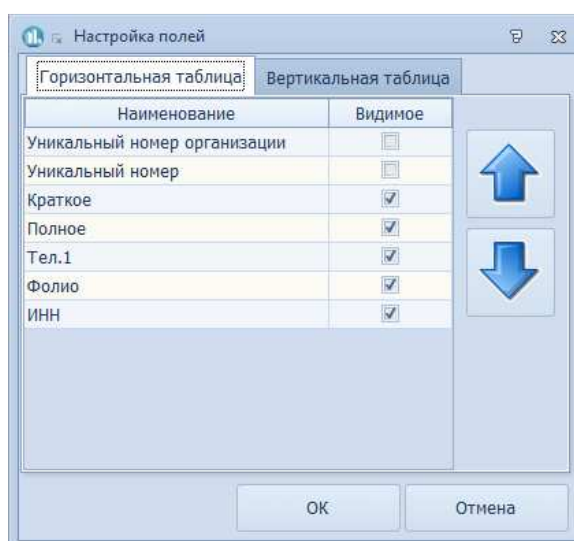 Настройка полей
Горизонтальная таблица Вертикальная таблица
Наименование Видимое
Уникальный номер организации
Уникальный номер
Краткое
Полное
Тел.1
Фолио
ИНН
OK Отмена